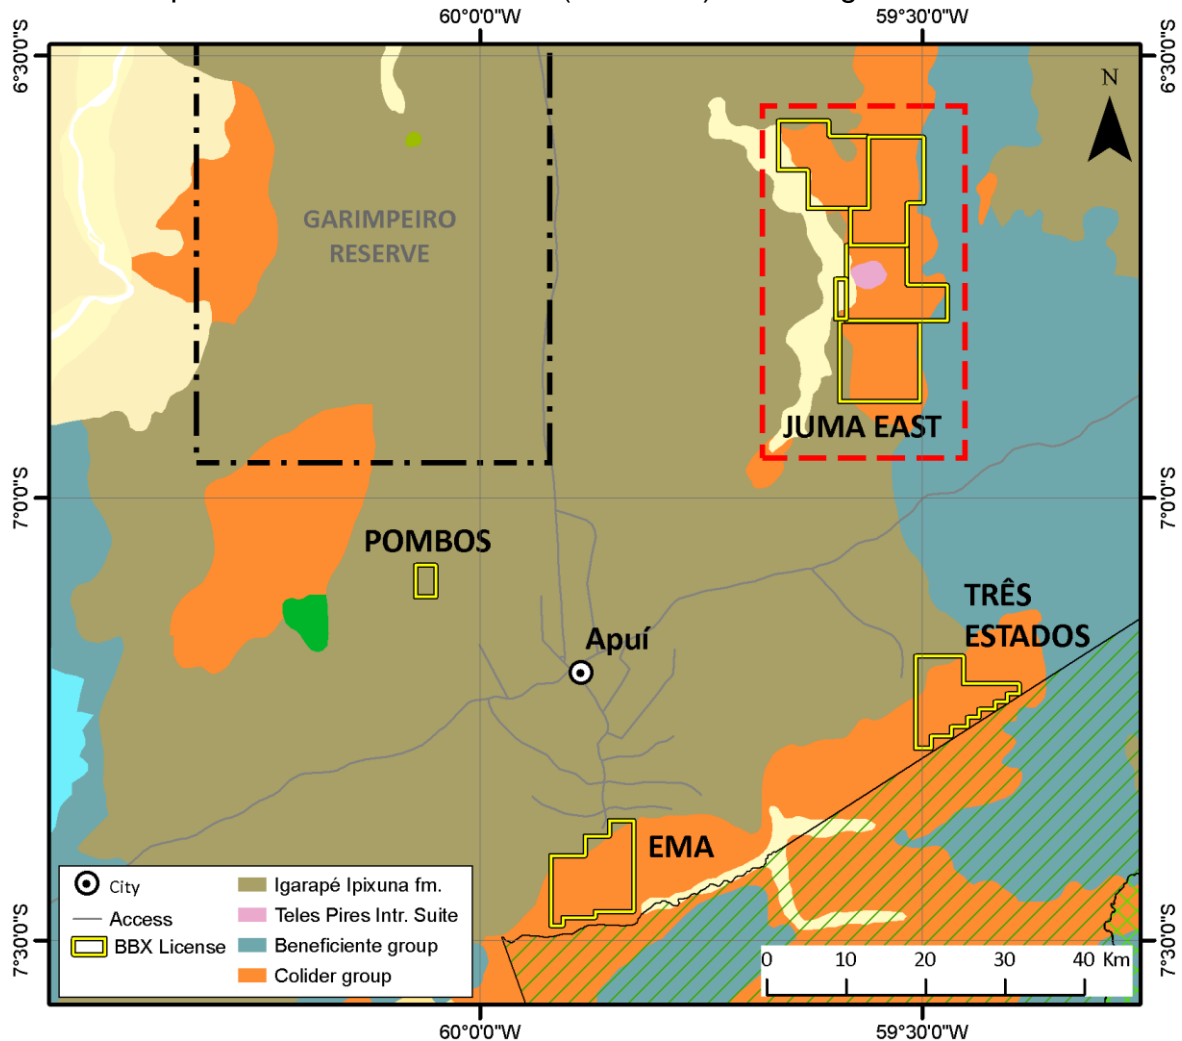 60°0'0"W
59°30'0"W
6°30'0"S
6°30'0"S
N
GARIMPEIRO
RESERVE
JUMA EAST
7°0'0"S
7°0'0"S
POMBOS
TRÊS
ESTADOS
Apuí
EMA
City
Access
BBX License
Igarapé Ipixuna fm.
Teles Pires Intr. Suite
Beneficiente group
Colider group
7°30'0"S
7°30'0"S
0 10 20 30 40 Km
60°0'0"W
59°30'0"W